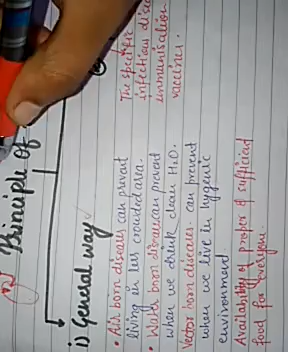 Principle of
i) General way
• Air born diseases can prevent
living in less crowded area.
• Water born diseases can prevent
when we drink clean H₂O.
Vector born diseases. can prevent
when we live in hygenic
environment.
Availability of proper & sufficient
food for everyone.
The specific
infectious disea
immunisation
vaccines.